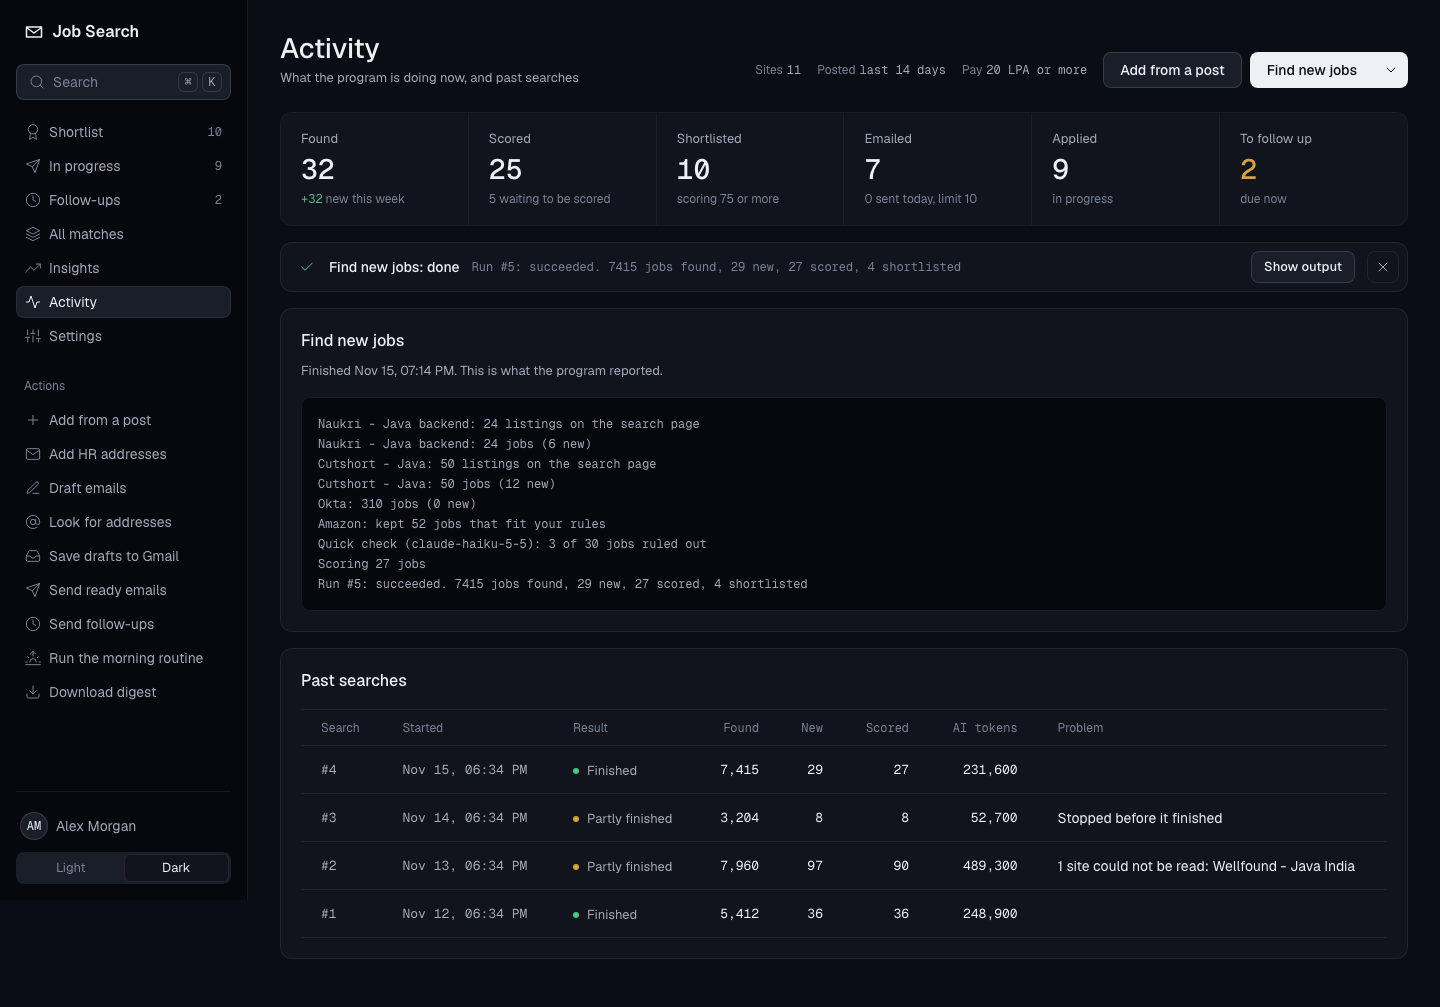 Job Search
Search ⌘ K
Shortlist 10
In progress 9
Follow-ups 2
All matches
Insights
Activity
Settings
Actions
Add from a post
Add HR addresses
Draft emails
Look for addresses
Save drafts to Gmail
Send ready emails
Send follow-ups
Run the morning routine
Download digest
AM Alex Morgan
Light Dark
Activity
What the program is doing now, and past searches
Sites 11 Posted last 14 days Pay 20 LPA or more
Add from a post
Find new jobs
Found
32
+32 new this week
Scored
25
5 waiting to be scored
Shortlisted
10
scoring 75 or more
Emailed
7
0 sent today, limit 10
Applied
9
in progress
To follow up
2
due now
Find new jobs: done Run #5: succeeded. 7415 jobs found, 29 new, 27 scored, 4 shortlisted
Show output
Find new jobs
Finished Nov 15, 07:14 PM. This is what the program reported.
Naukri - Java backend: 24 listings on the search page
Naukri - Java backend: 24 jobs (6 new)
Cutshort - Java: 50 listings on the search page
Cutshort - Java: 50 jobs (12 new)
Okta: 310 jobs (0 new)
Amazon: kept 52 jobs that fit your rules
Quick check (claude-haiku-5-5): 3 of 30 jobs ruled out
Scoring 27 jobs
Run #5: succeeded. 7415 jobs found, 29 new, 27 scored, 4 shortlisted
Past searches
Search Started Result Found New Scored AI tokens Problem
#4 Nov 15, 06:34 PM Finished 7,415 29 27 231,600
#3 Nov 14, 06:34 PM Partly finished 3,204 8 8 52,700 Stopped before it finished
#2 Nov 13, 06:34 PM Partly finished 7,960 97 90 489,300 1 site could not be read: Wellfound - Java India
#1 Nov 12, 06:34 PM Finished 5,412 36 36 248,900